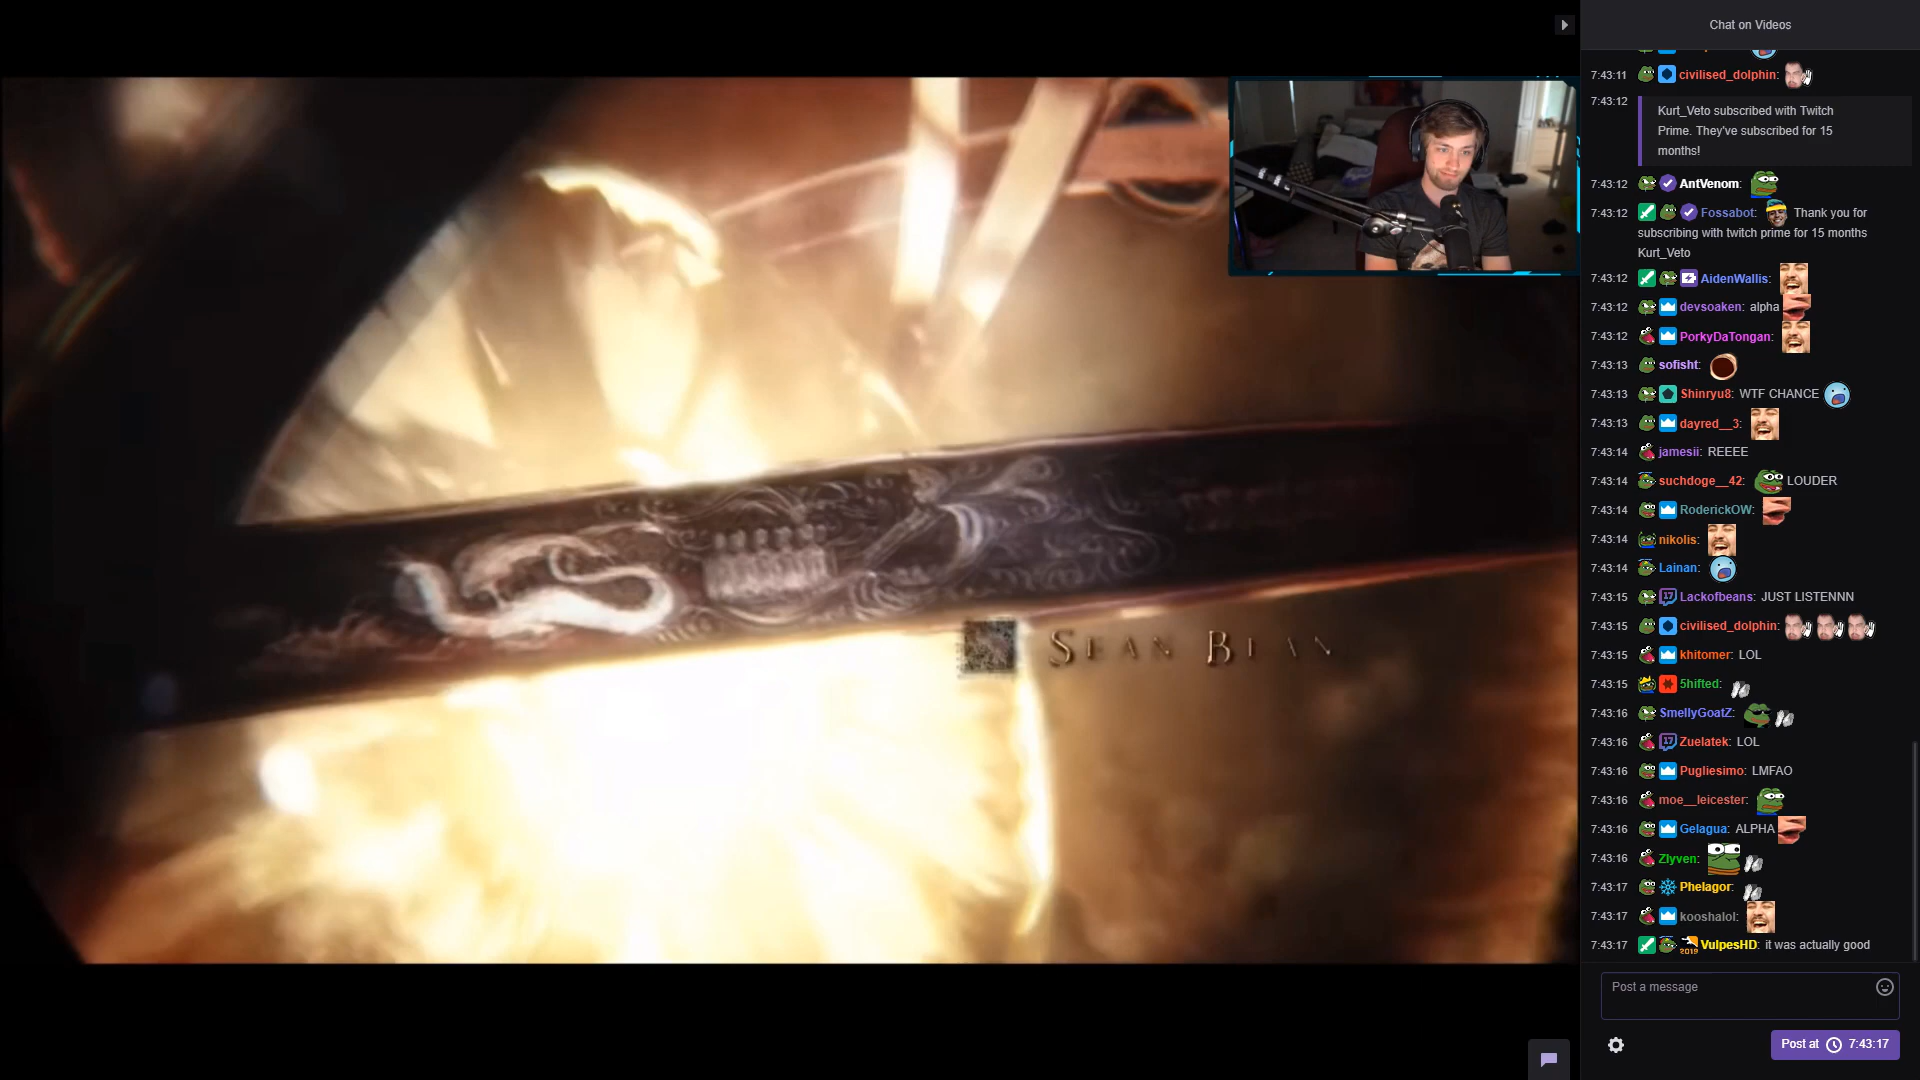 Chat on Videos
7:43:11 civilised_dolphin:
7:43:12 Kurt_Veto subscribed with Twitch
Prime. They've subscribed for 15
months!
7:43:12 AntVenom:
7:43:12 Fossabot: Thank you for
subscribing with twitch prime for 15 months
Kurt_Veto
7:43:12 AidenWallis:
7:43:12 devsoaken: alpha
7:43:12 PorkyDaTongan:
7:43:13 sofisht:
7:43:13 Shinryu8: WTF CHANCE
7:43:13 dayred__3:
7:43:14 jamesii: REEEE
7:43:14 suchdoge__42: LOUDER
7:43:14 RoderickOW:
7:43:14 nikolis:
7:43:14 Lainan:
7:43:15 17 Lackofbeans: JUST LISTENNN
7:43:15 civilised_dolphin:
7:43:15 khitomer: LOL
7:43:15 5hifted:
7:43:16 SmellyGoatZ:
7:43:16 17 Zuelatek: LOL
7:43:16 Pugliesimo: LMFAO
7:43:16 moe__leicester:
7:43:16 Gelagua: ALPHA
7:43:16 Zlyven:
7:43:17 Phelagor:
7:43:17 kooshalol:
7:43:17 2019 VulpesHD: it was actually good
Post a message
Post at 7:43:17
SEAN BEAN